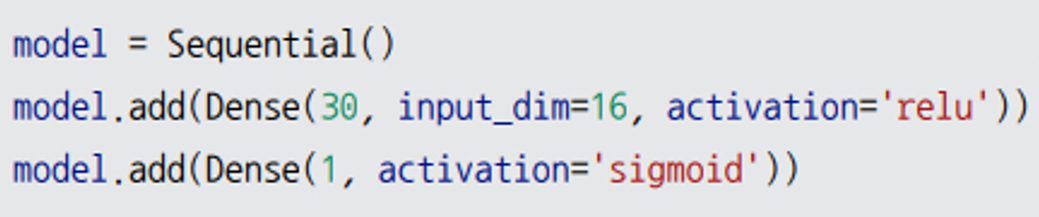 model = Sequential()
model.add(Dense(30, input_dim=16, activation='relu'))
model.add(Dense(1, activation='sigmoid'))